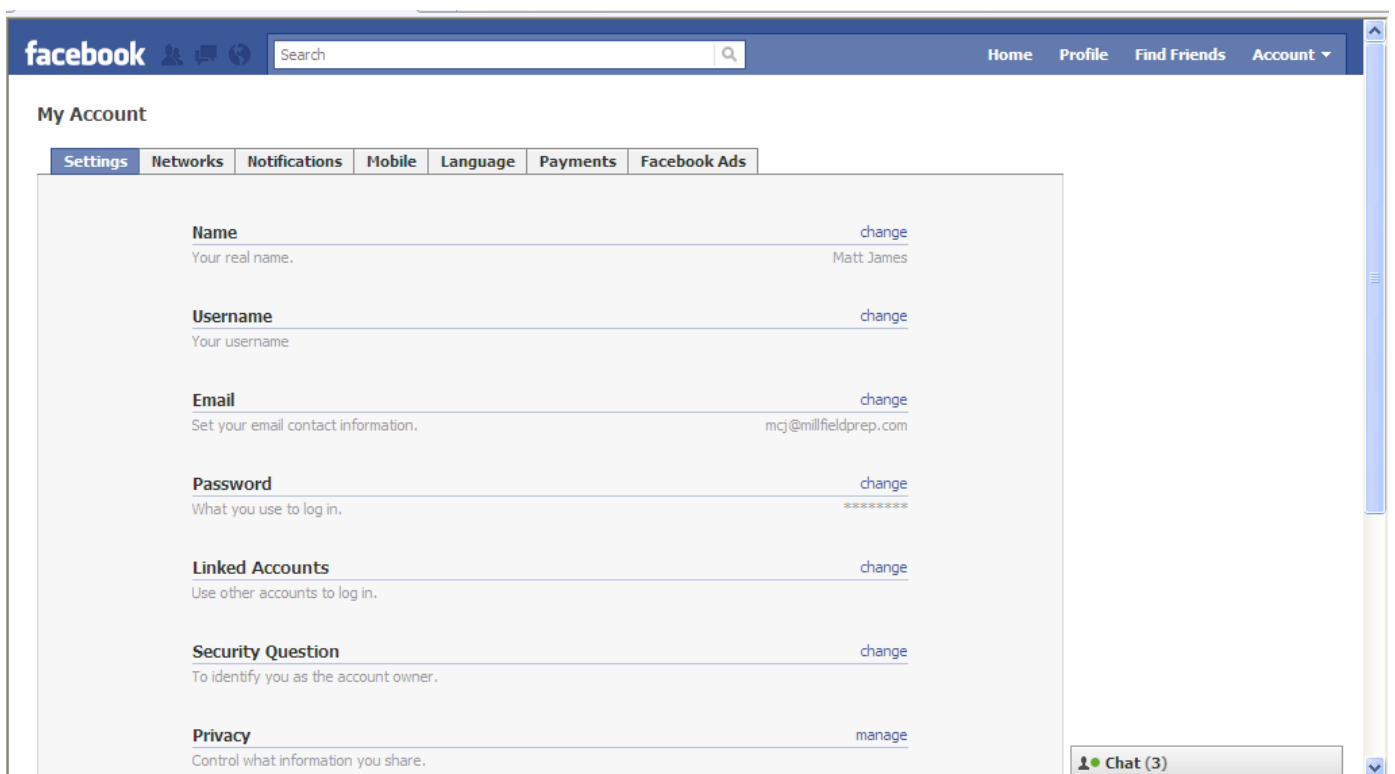 facebook Search Home Profile Find Friends Account
My Account
Settings Networks Notifications Mobile Language Payments Facebook Ads
Name change
Your real name. Matt James
Username change
Your username
Email change
Set your email contact information. mcj@millfieldprep.com
Password change
What you use to log in. ********
Linked Accounts change
Use other accounts to log in.
Security Question change
To identify you as the account owner.
Privacy manage
Control what information you share.
Chat (3)